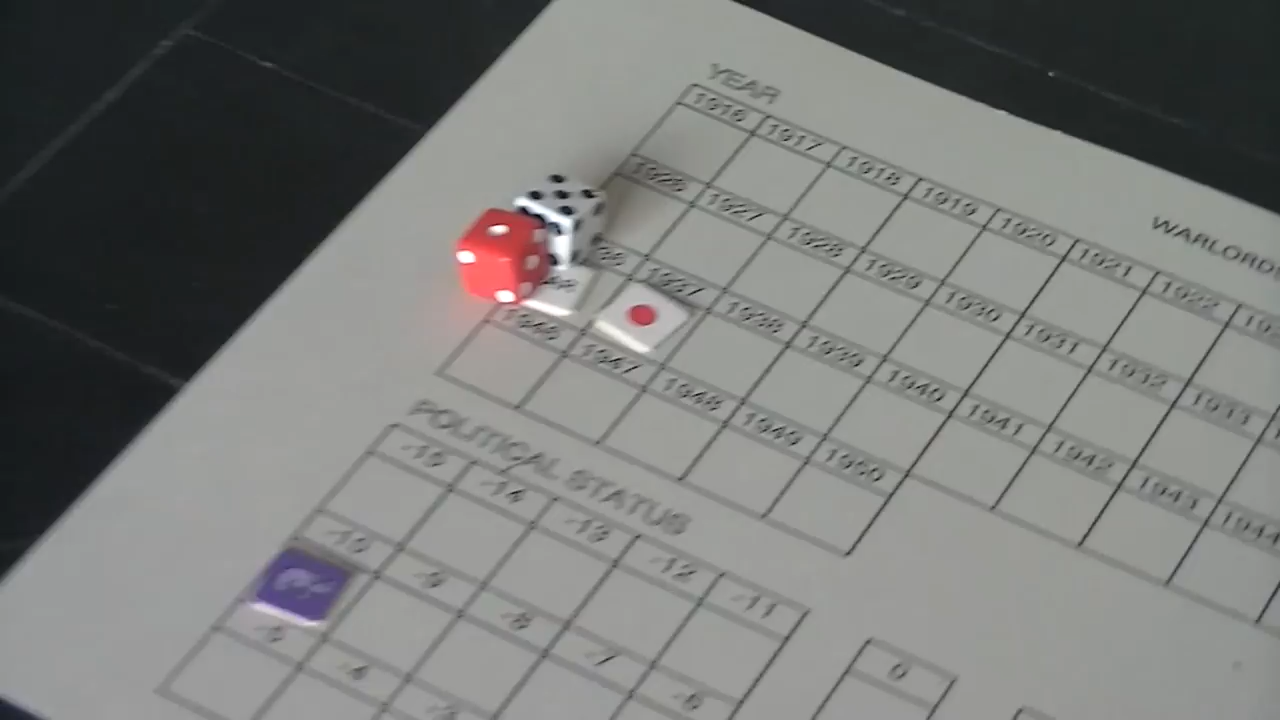 YEAR
1916 1917 1918 1919 1920 1921 1922
WARLORD
1926 1927 1928 1929 1930 1931 1932 1933
1937 1938 1939 1940 1941 1942 1943 1944
1946 1947 1948 1949 1950
POLITICAL STATUS
-15 -14 -13 -12 -11
-10 -9 -8 -7 -6
-5 -4
0